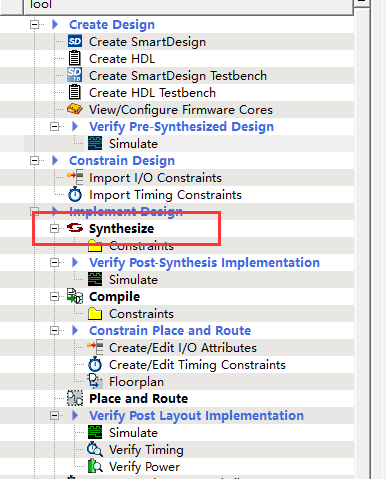 Tool
Create Design
Create SmartDesign
Create HDL
Create SmartDesign Testbench
Create HDL Testbench
View/Configure Firmware Cores
Verify Pre-Synthesized Design
Simulate
Constrain Design
Import I/O Constraints
Import Timing Constraints
Implement Design
Synthesize
Constraints
Verify Post-Synthesis Implementation
Simulate
Compile
Constraints
Constrain Place and Route
Create/Edit I/O Attributes
Create/Edit Timing Constraints
Floorplan
Place and Route
Verify Post Layout Implementation
Simulate
Verify Timing
Verify Power